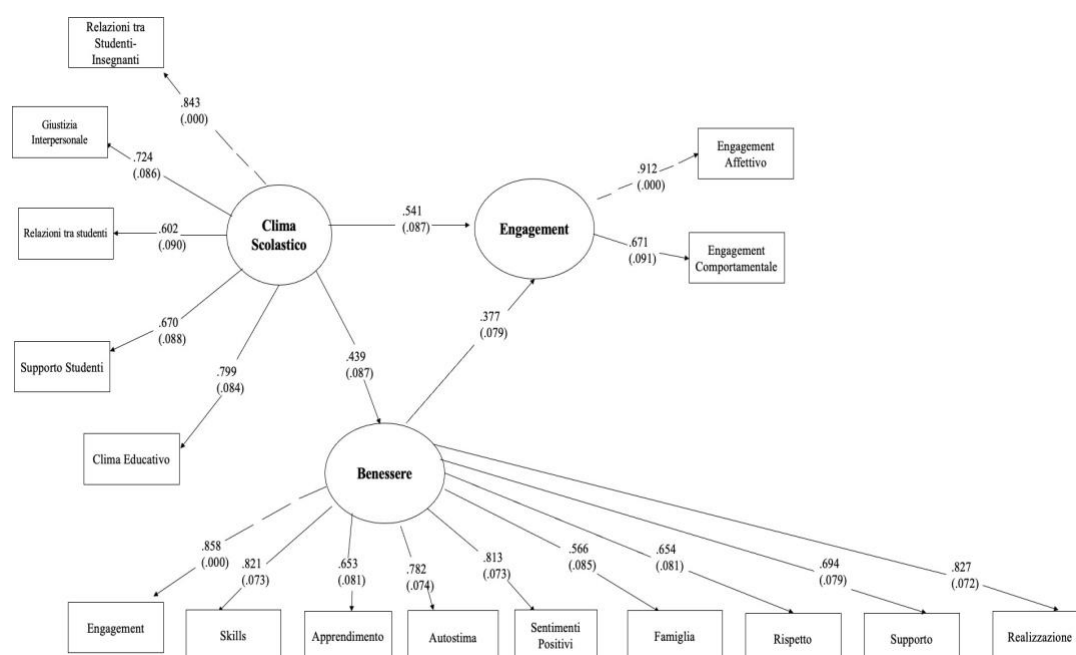 Relazioni tra
Studenti-
Insegnanti
.843
(.000)
Giustizia
Interpersonale
.724
(.086)
Relazioni tra studenti
.602
(.090)
Clima
Scolastico
.541
(.087)
Engagement
.912
(.000)
Engagement
Affettivo
.671
(.091)
Engagement
Comportamentale
.670
(.088)
Supporto Studenti
.799
(.084)
Clima Educativo
.439
(.087)
.377
(.079)
Benessere
.858
(.000)
.821
(.073)
.653
(.081)
.782
(.074)
.813
(.073)
.566
(.085)
.654
(.081)
.694
(.079)
.827
(.072)
Engagement
Skills
Apprendimento
Autostima
Sentimenti
Positivi
Famiglia
Rispetto
Supporto
Realizzazione